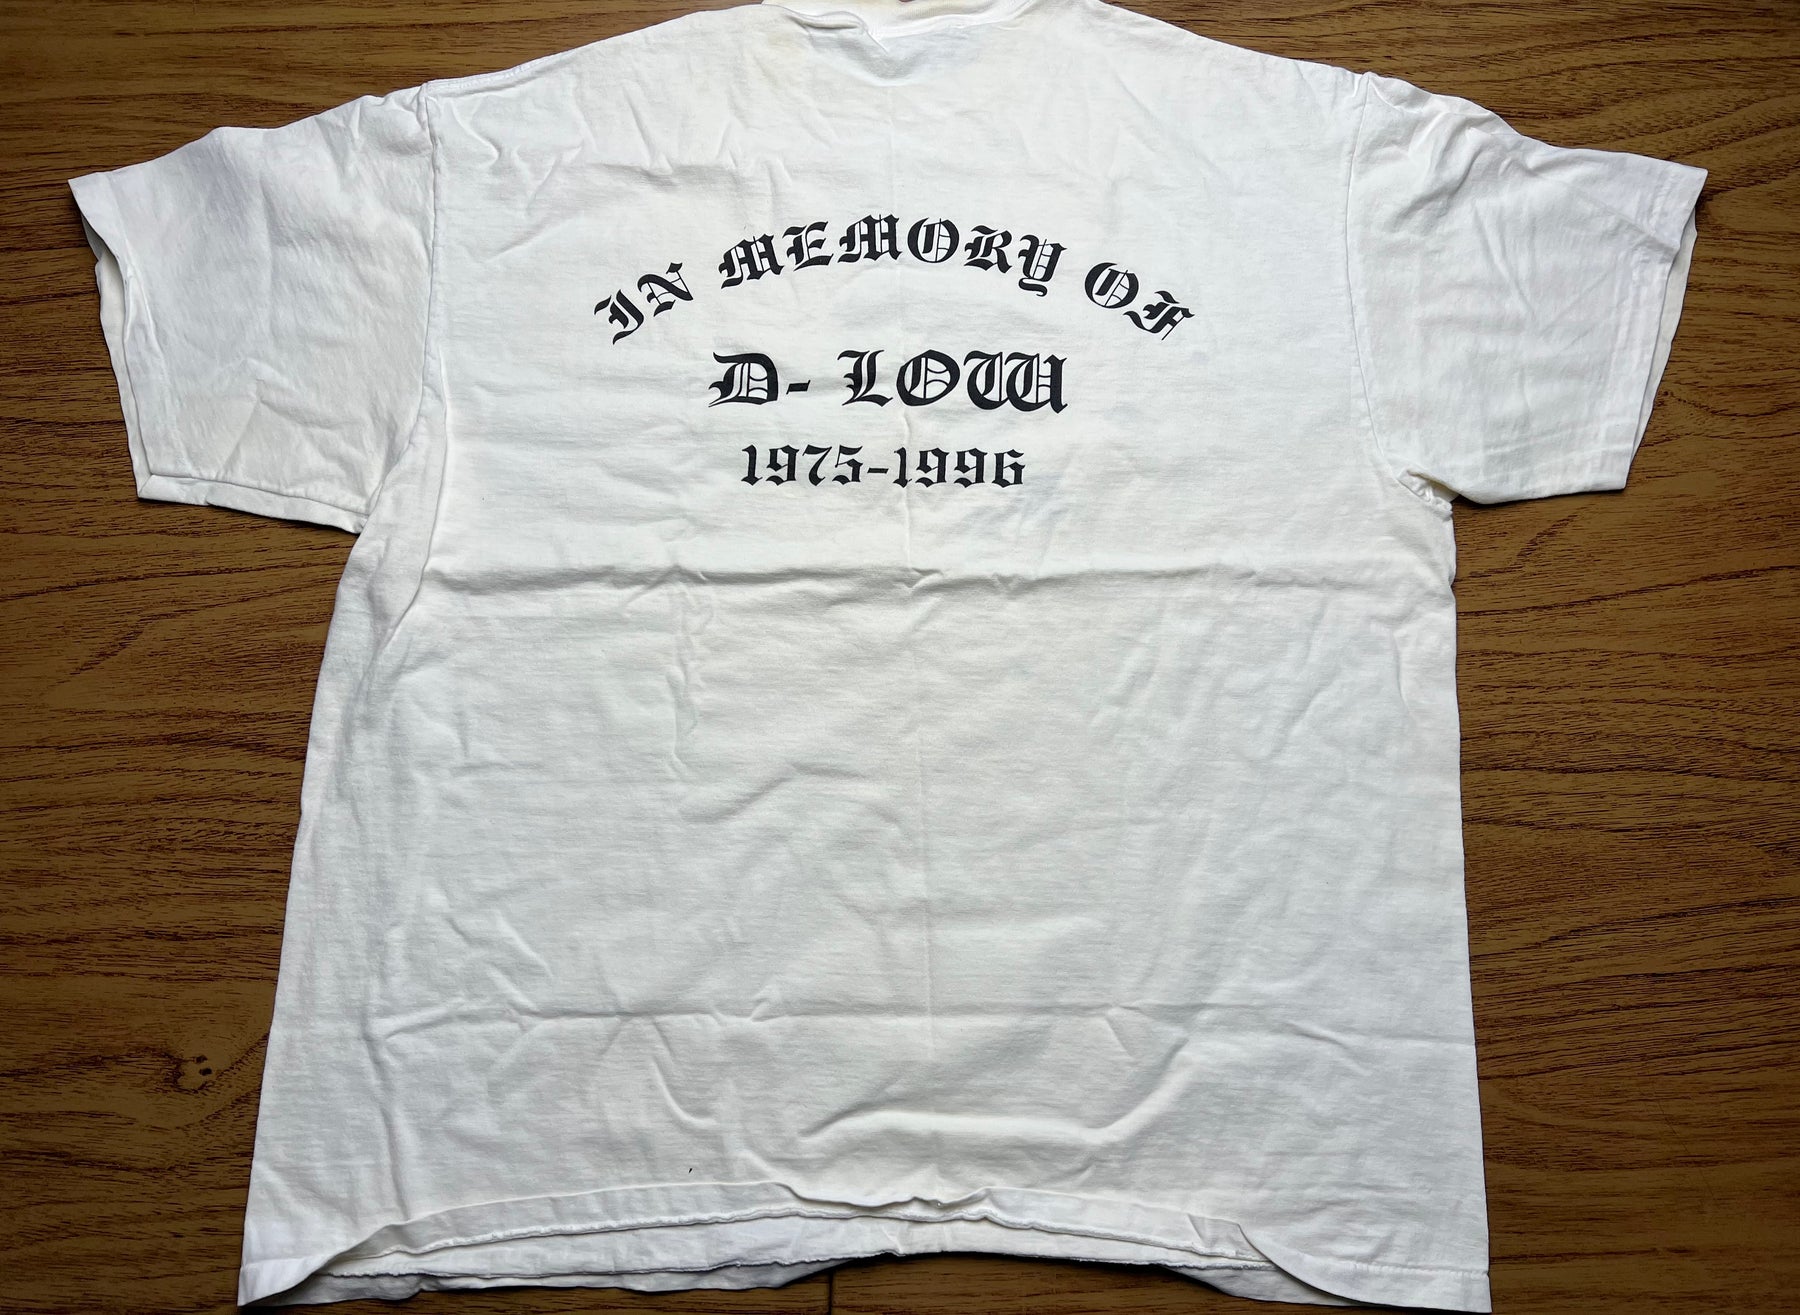 IN MEMORY OF
D- LOW
1975-1996